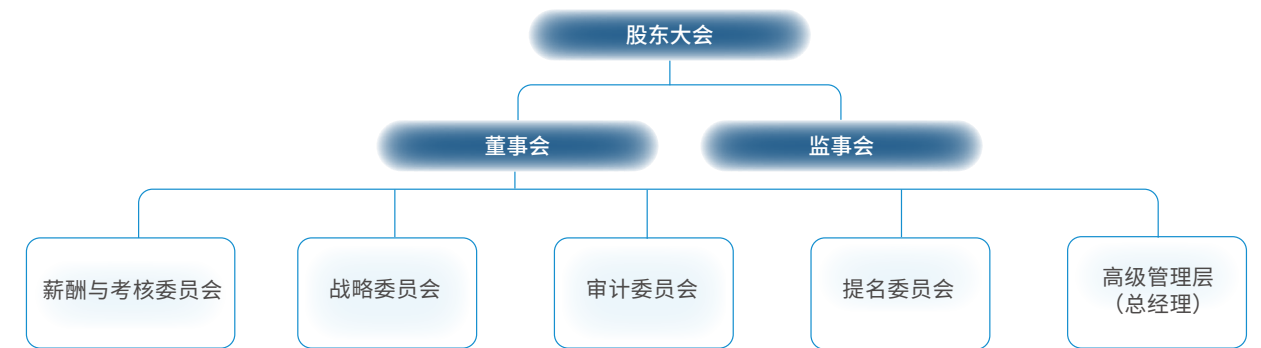 股东大会
董事会
监事会
薪酬与考核委员会
战略委员会
审计委员会
提名委员会
高级管理层
（总经理）